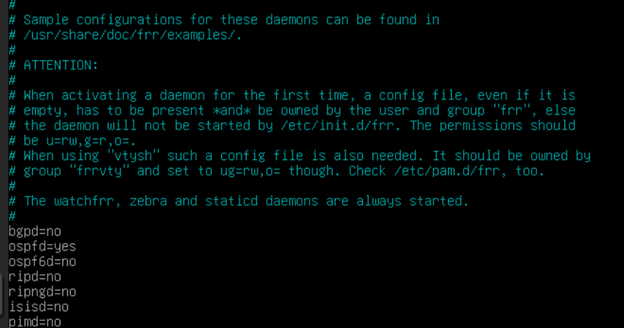 #
# Sample configurations for these daemons can be found in
# /usr/share/doc/frr/examples/.
#
# ATTENTION:
#
# When activating a daemon for the first time, a config file, even if it is
# empty, has to be present *and* be owned by the user and group "frr", else
# the daemon will not be started by /etc/init.d/frr. The permissions should
# be u=rw,g=r,o=.
# When using "vtysh" such a config file is also needed. It should be owned by
# group "frrvty" and set to ug=rw,o= though. Check /etc/pam.d/frr, too.
#
# The watchfrr, zebra and staticd daemons are always started.
#
bgpd=no
ospfd=yes
ospf6d=no
ripd=no
ripngd=no
isisd=no
pimd=no